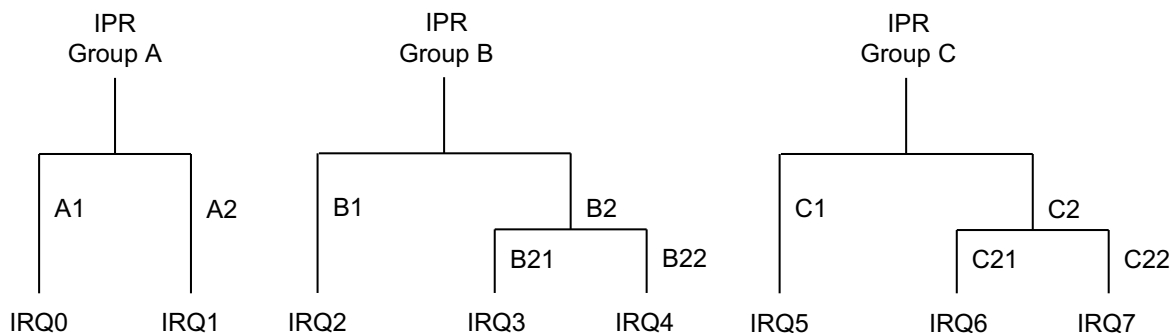 IPR
Group A
IPR
Group B
IPR
Group C
A1
A2
B1
B2
C1
C2
B21
B22
C21
C22
IRQ0
IRQ1
IRQ2
IRQ3
IRQ4
IRQ5
IRQ6
IRQ7